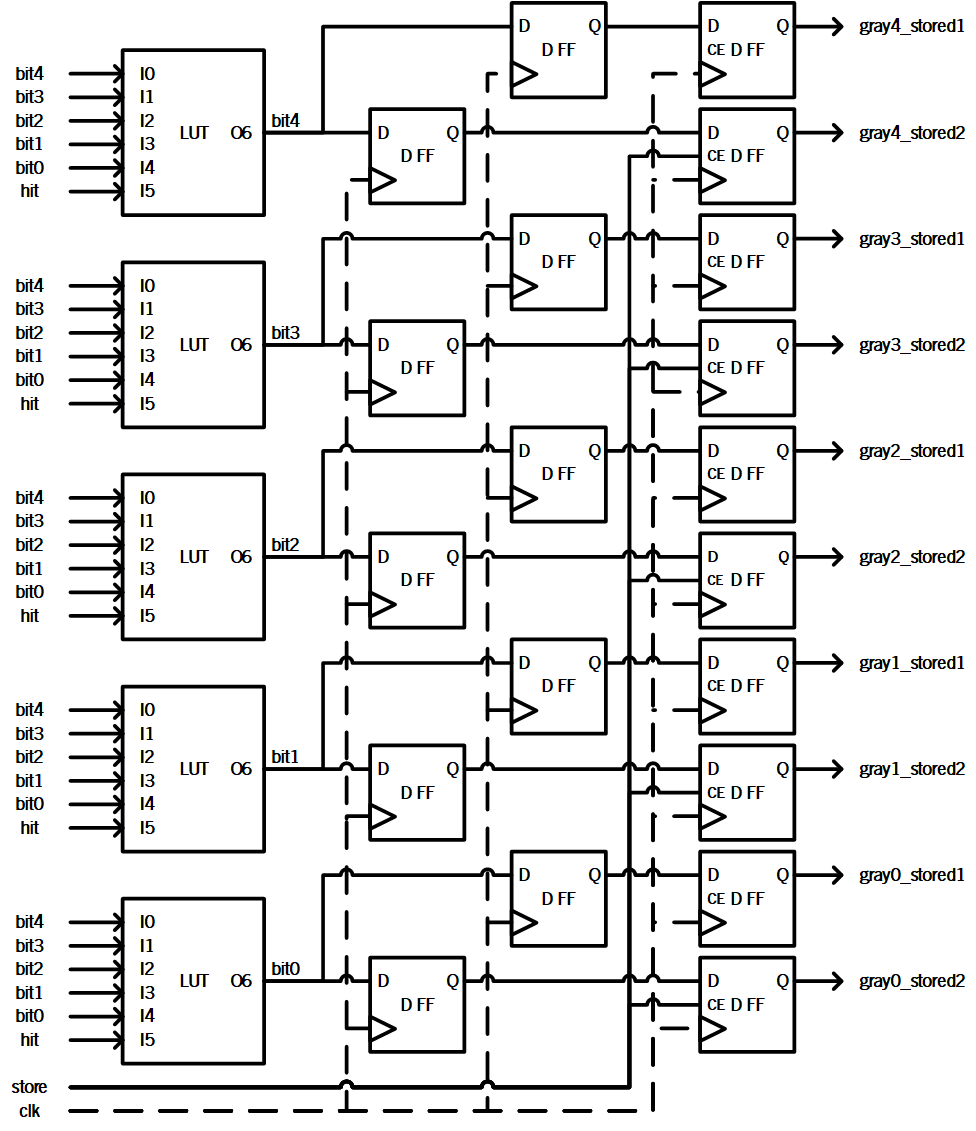 D Q D Q gray4_stored1
D FF CE D FF
bit4 I0
bit3 I1
bit2 I2 bit4 D Q D Q gray4_stored2
LUT O6
bit1 I3 D FF CE D FF
bit0 I4
hit I5
D Q D Q gray3_stored1
D FF CE D FF
bit4 I0
bit3 I1
bit2 I2 bit3 D Q D Q gray3_stored2
LUT O6
bit1 I3 D FF CE D FF
bit0 I4
hit I5
D Q D Q gray2_stored1
D FF CE D FF
bit4 I0
bit3 I1
bit2 I2 bit2 D Q D Q gray2_stored2
LUT O6
bit1 I3 D FF CE D FF
bit0 I4
hit I5
D Q D Q gray1_stored1
D FF CE D FF
bit4 I0
bit3 I1
bit2 I2 bit1 D Q D Q gray1_stored2
LUT O6
bit1 I3 D FF CE D FF
bit0 I4
hit I5
D Q D Q gray0_stored1
D FF CE D FF
bit4 I0
bit3 I1
bit2 I2 bit0 D Q D Q gray0_stored2
LUT O6
bit1 I3 D FF CE D FF
bit0 I4
hit I5
store
clk